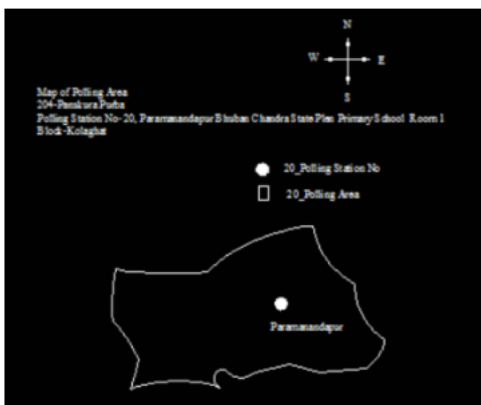 N
W E
S
Map of Polling Area
204-Panskura Purba
Polling Station No- 20, Paramanandapur Bhuban Chandra State Plan Primary School Room 1
Block-Kolaghat
20_Polling Station No
20_Polling Area
Paramanandapur